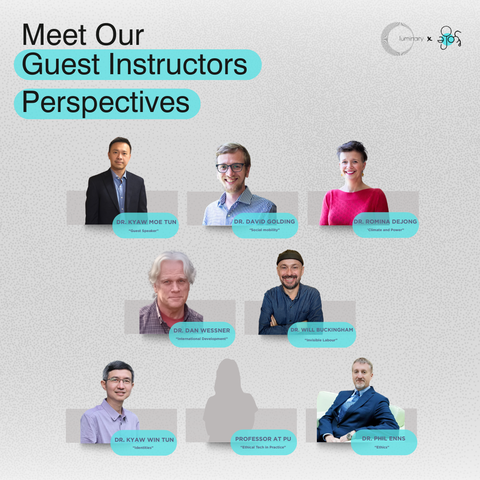 Meet Our
Guest Instructors
Perspectives
luminary x
DR. KYAW MOE TUN
"Guest Speaker"
DR. DAVID GOLDING
"Social mobility"
DR. ROMINA DEJONG
"Climate and Power"
DR. DAN WESSNER
"International Development"
DR. WILL BUCKINGHAM
"Invisible Labour"
DR. KYAW WIN TUN
"Identities"
PROFESSOR AT PU
"Ethical Tech in Practice"
DR. PHIL ENNS
"Ethics"